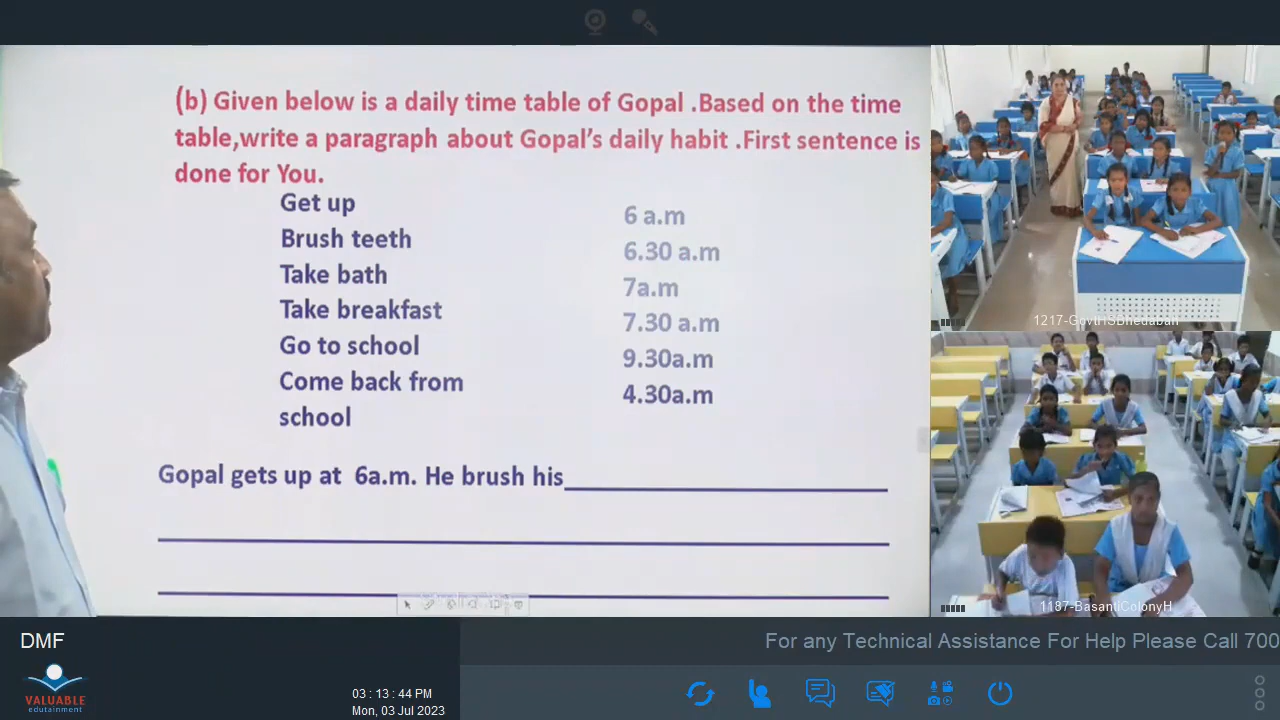 (b) Given below is a daily time table of Gopal .Based on the time
table,write a paragraph about Gopal's daily habit .First sentence is
done for You.
Get up 6 a.m
Brush teeth 6.30 a.m
Take bath 7a.m
Take breakfast 7.30 a.m
Go to school 9.30a.m
Come back from 4.30a.m
school
Gopal gets up at 6a.m. He brush his
1217-GovtHSBhedabah
1187-BasantiColonyH
DMF
For any Technical Assistance For Help Please Call 700
VALUABLE
edutainment
03 : 13 : 44 PM
Mon, 03 Jul 2023